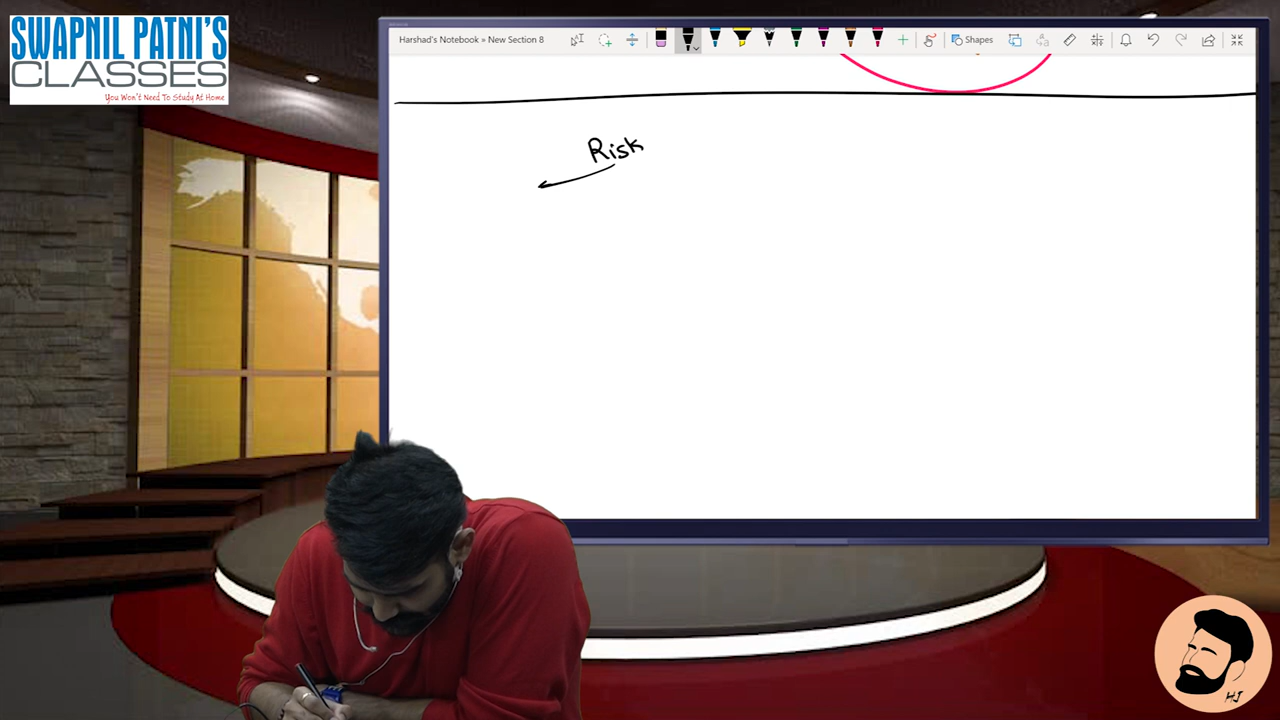 SWAPNIL PATNI'S
CLASSES
You Won't Need To Study At Home
Harshad's Notebook » New Section 8
Shapes
Risk
HJ